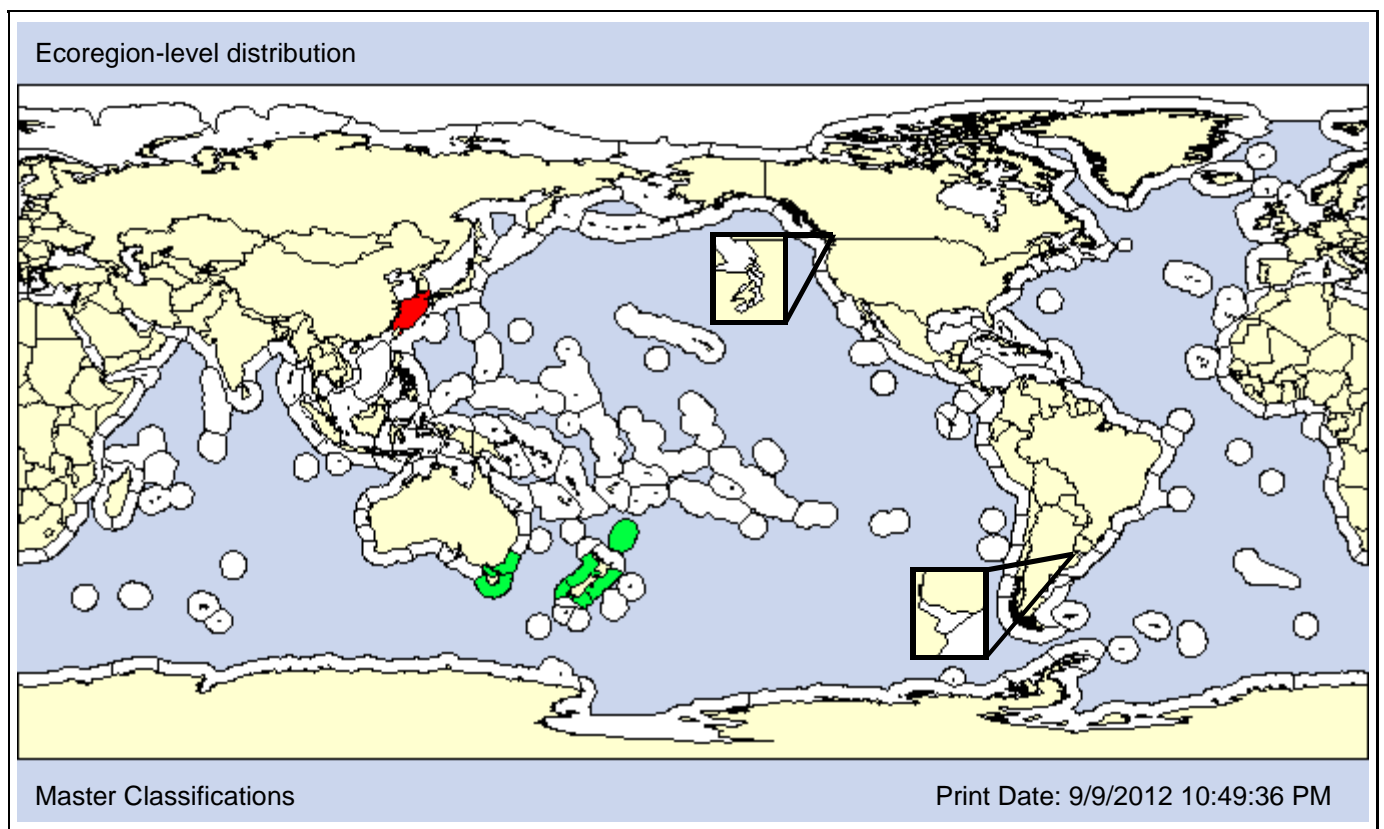 Ecoregion-level distribution
Master Classifications
Print Date: 9/9/2012 10:49:36 PM